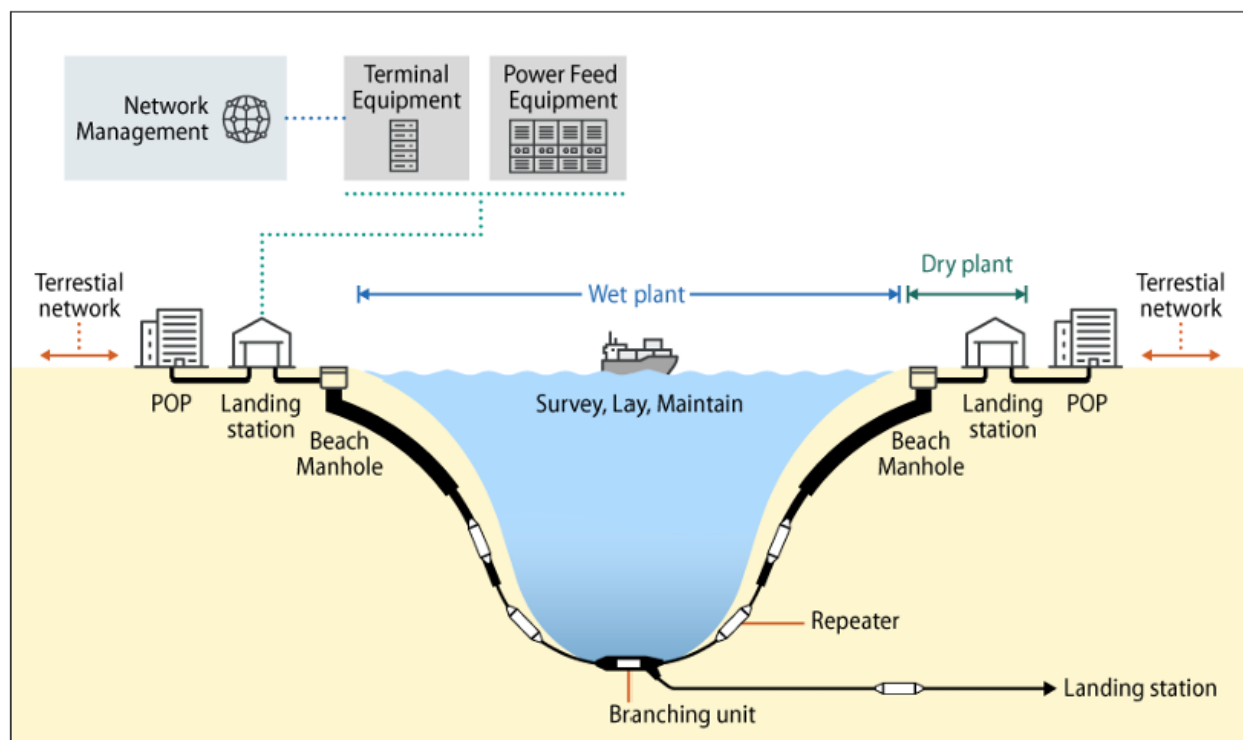 Network
Management
Terminal
Equipment
Power Feed
Equipment
Terrestial
network
Wet plant
Dry plant
Terrestial
network
POP
Landing
station
Beach
Manhole
Survey, Lay, Maintain
Beach
Manhole
Landing
station
POP
Repeater
Landing station
Branching unit